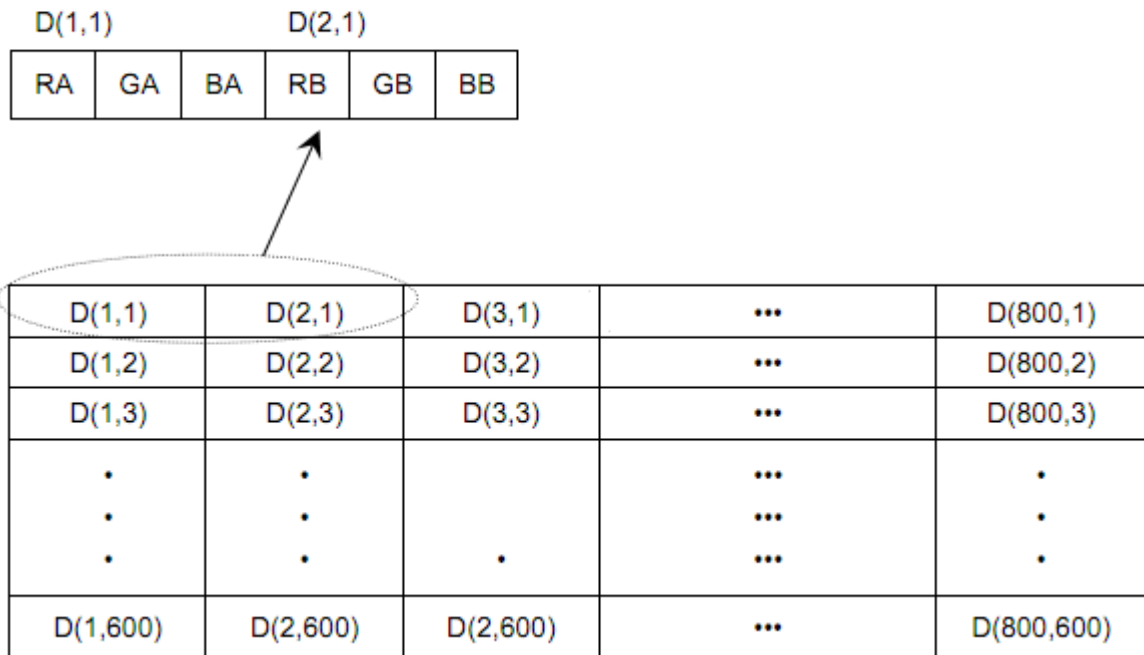 D(1,1) D(2,1)
RA GA BA RB GB BB
D(1,1) D(2,1) D(3,1) ••• D(800,1)
D(1,2) D(2,2) D(3,2) ••• D(800,2)
D(1,3) D(2,3) D(3,3) ••• D(800,3)
• • ••• •
• • ••• •
• • • ••• •
D(1,600) D(2,600) D(2,600) ••• D(800,600)